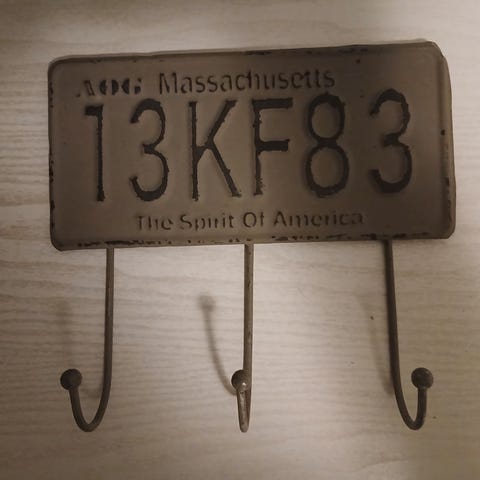 AOG Massachusetts
13KF83
The Spirit Of America